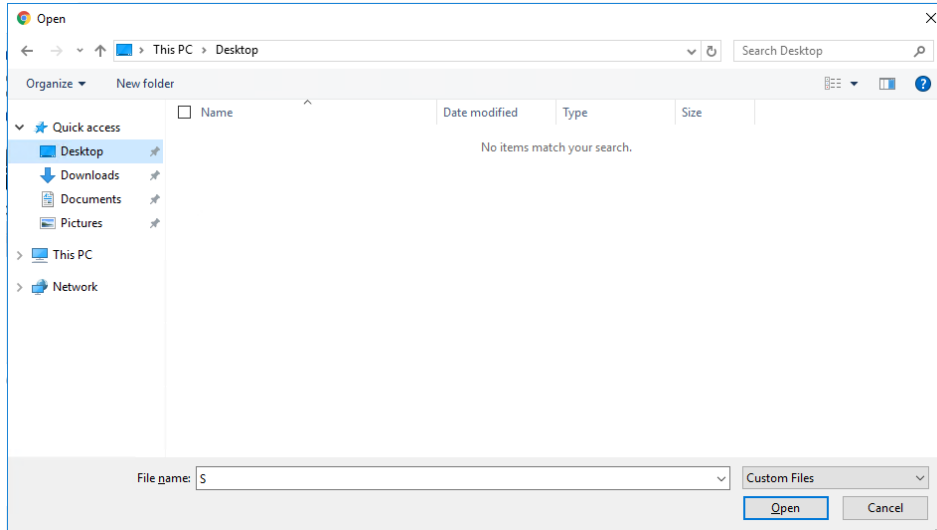 Open
This PC > Desktop
Search Desktop
Organize
New folder
Name
Date modified
Type
Size
Quick access
Desktop
Downloads
Documents
Pictures
This PC
Network
No items match your search.
File name: S
Custom Files
Open
Cancel